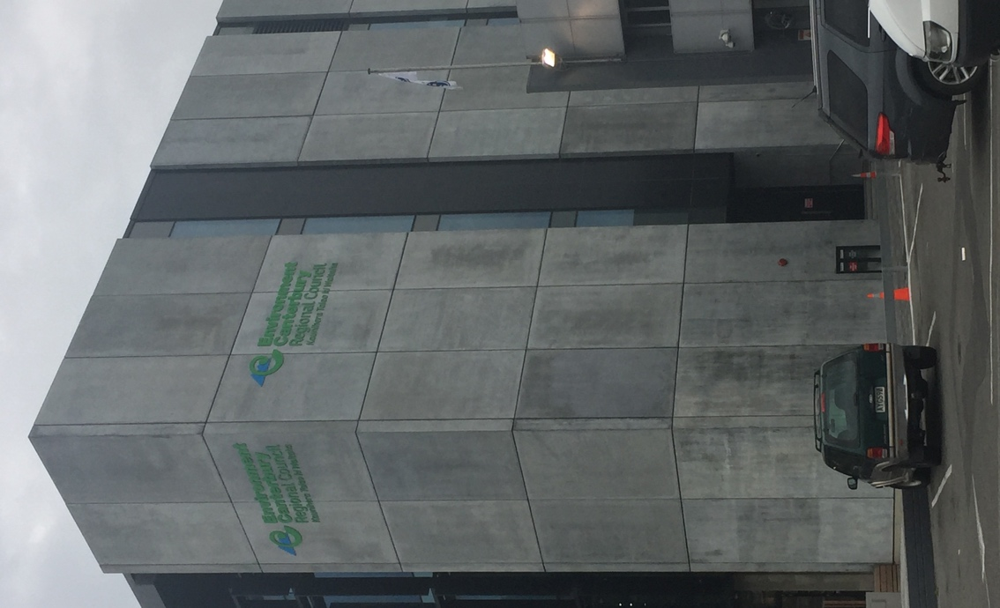 Environment
Canterbury
Regional Council
Kaunihera Taiao ki Waitaha
Environment
Canterbury
Regional Council
Kaunihera Taiao ki Waitaha